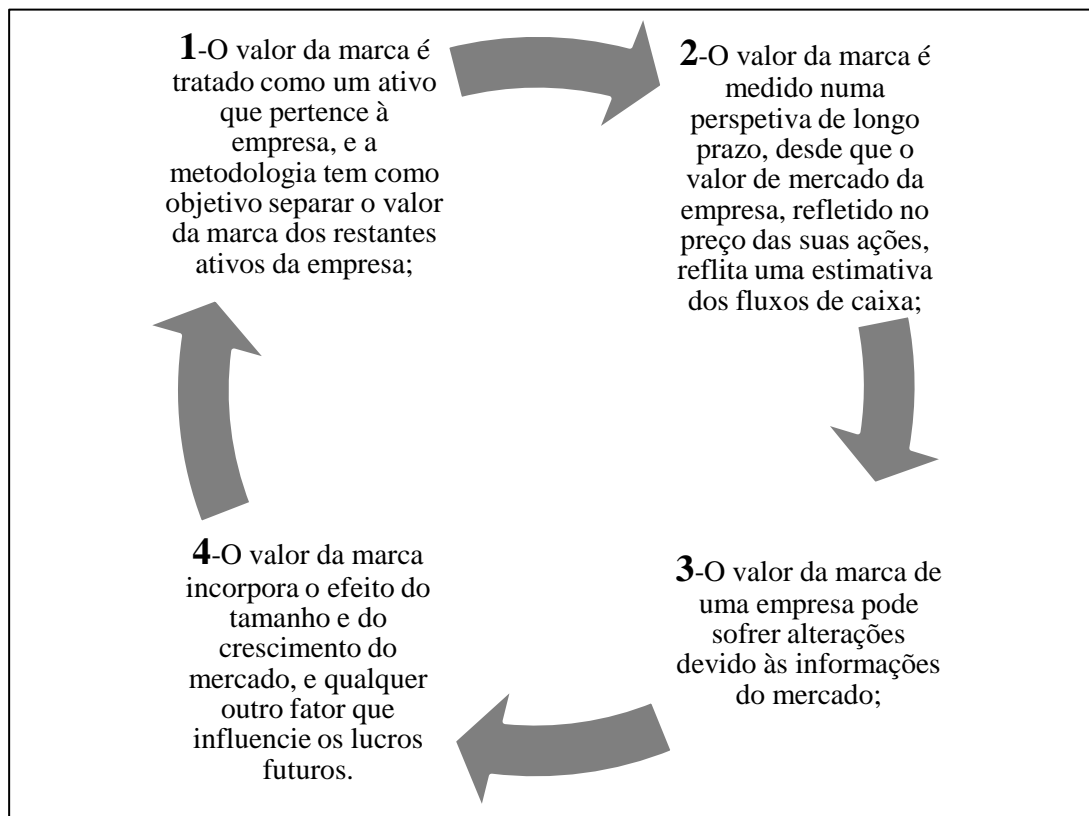 1-O valor da marca é
tratado como um ativo
que pertence à
empresa, e a
metodologia tem como
objetivo separar o valor
da marca dos restantes
ativos da empresa;
2-O valor da marca é
medido numa
perspetiva de longo
prazo, desde que o
valor de mercado da
empresa, refletido no
preço das suas ações,
reflita uma estimativa
dos fluxos de caixa;
3-O valor da marca de
uma empresa pode
sofrer alterações
devido às informações
do mercado;
4-O valor da marca
incorpora o efeito do
tamanho e do
crescimento do
mercado, e qualquer
outro fator que
influencie os lucros
futuros.